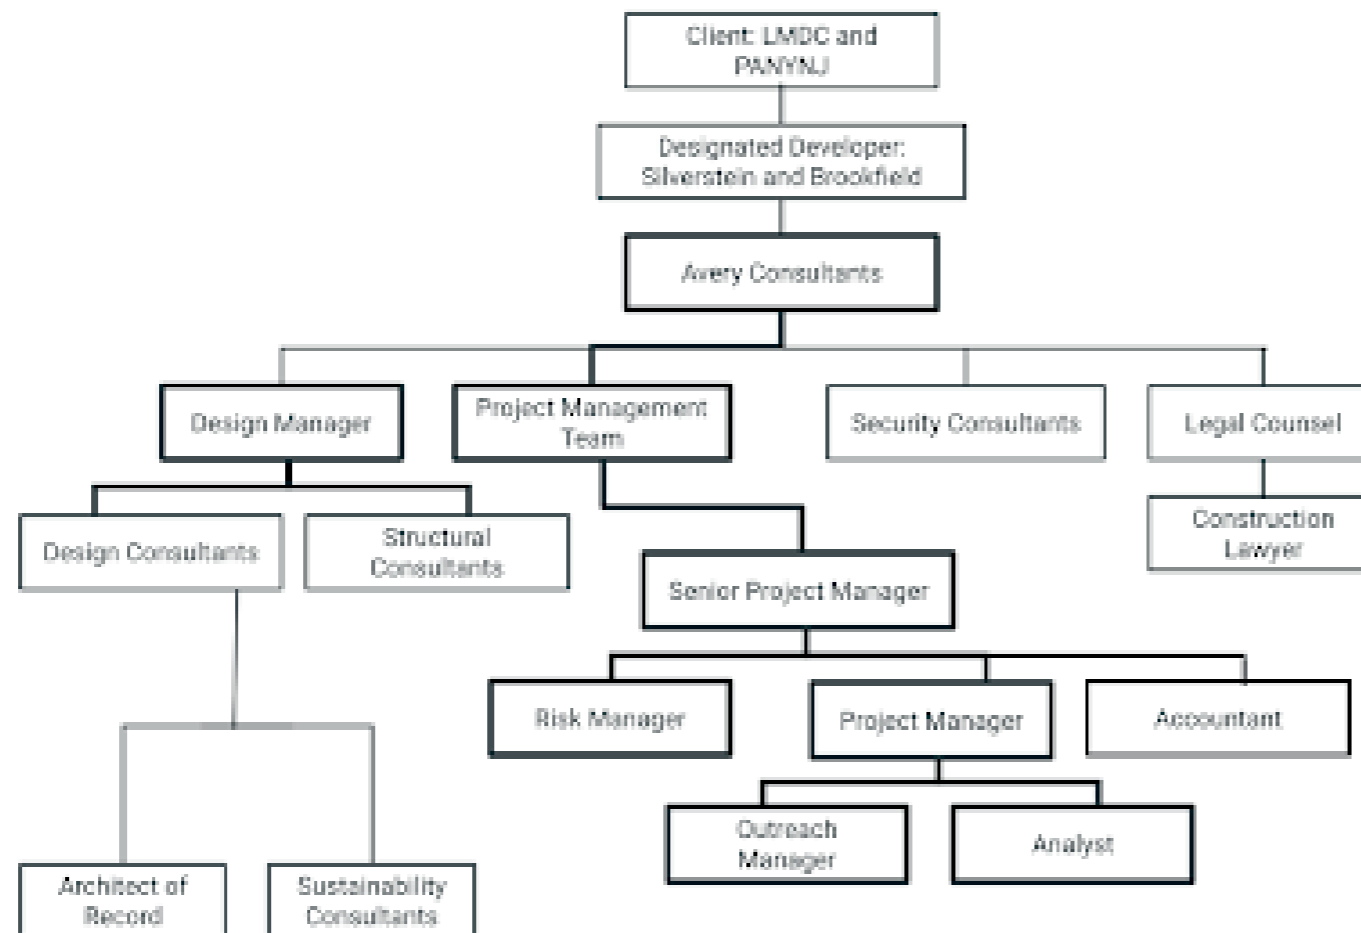 Client: LMDC and
PANYNJ
Designated Developer:
Silverstein and Brookfield
Avery Consultants
Design Manager
Project Management
Team
Security Consultants
Legal Counsel
Design Consultants
Structural
Consultants
Construction
Lawyer
Senior Project Manager
Risk Manager
Project Manager
Accountant
Outreach
Manager
Analyst
Architect of
Record
Sustainability
Consultants